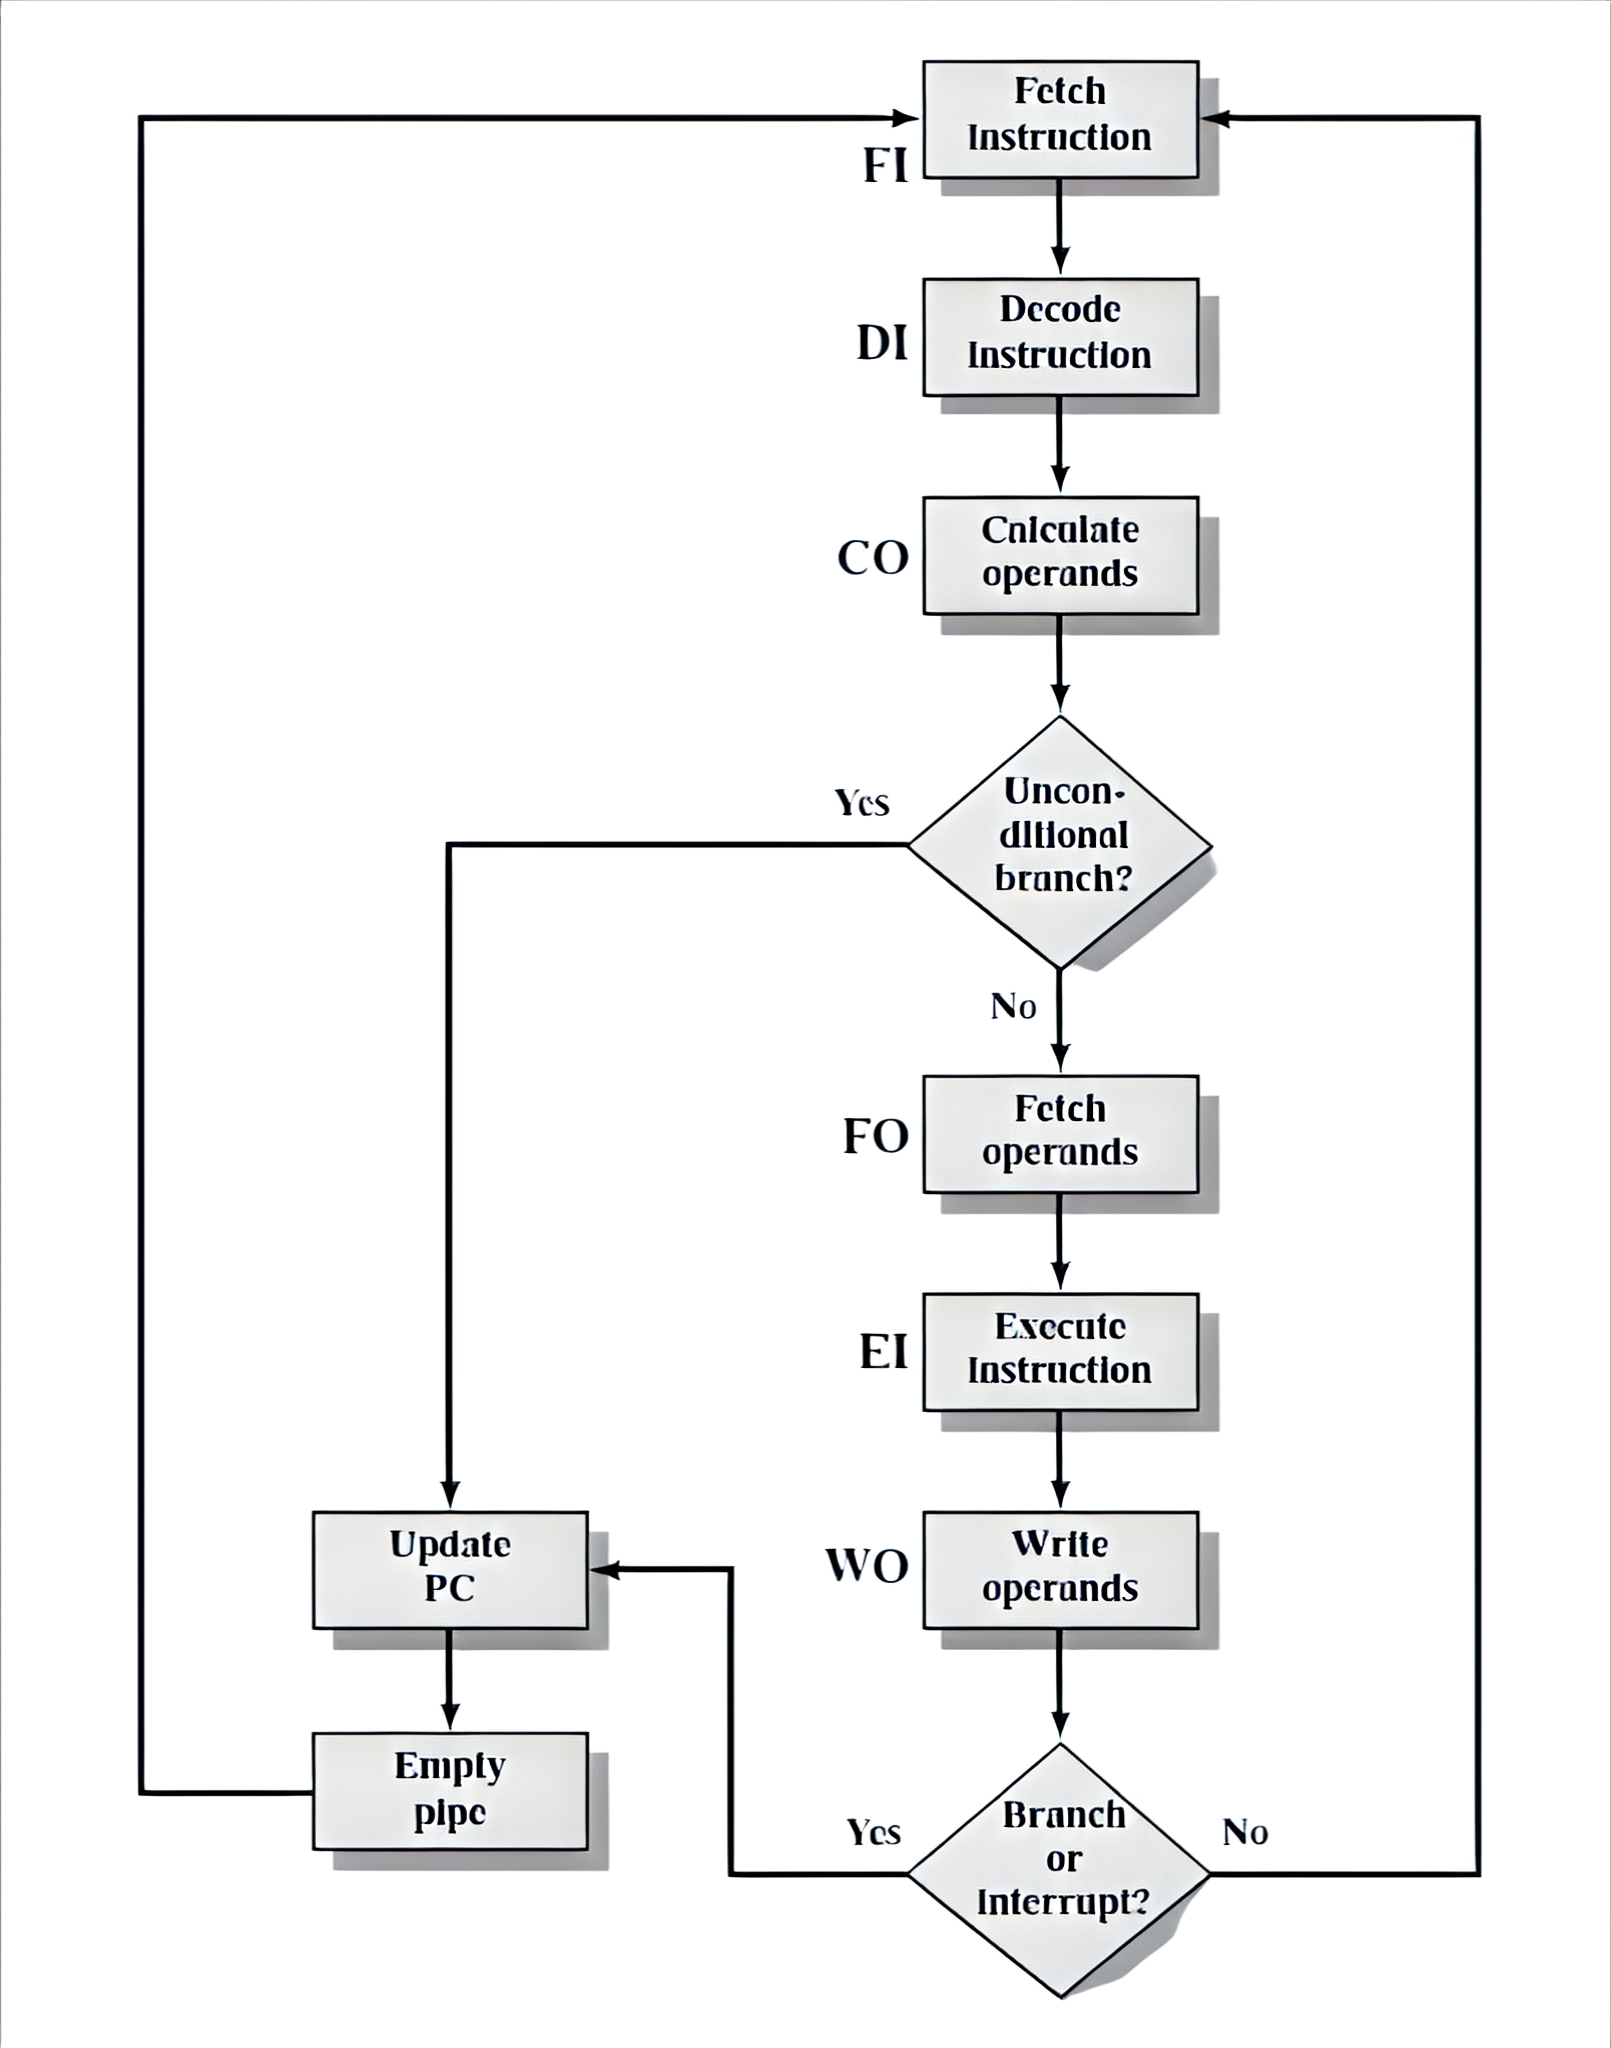 Fetch
Instruction
FI
Decode
Instruction
DI
Calculate
operands
CO
Uncon-
ditional
branch?
Yes
No
Fetch
operands
FO
Execute
Instruction
EI
Update
PC
Write
operands
WO
Empty
pipe
Branch
or
Interrupt?
Yes
No